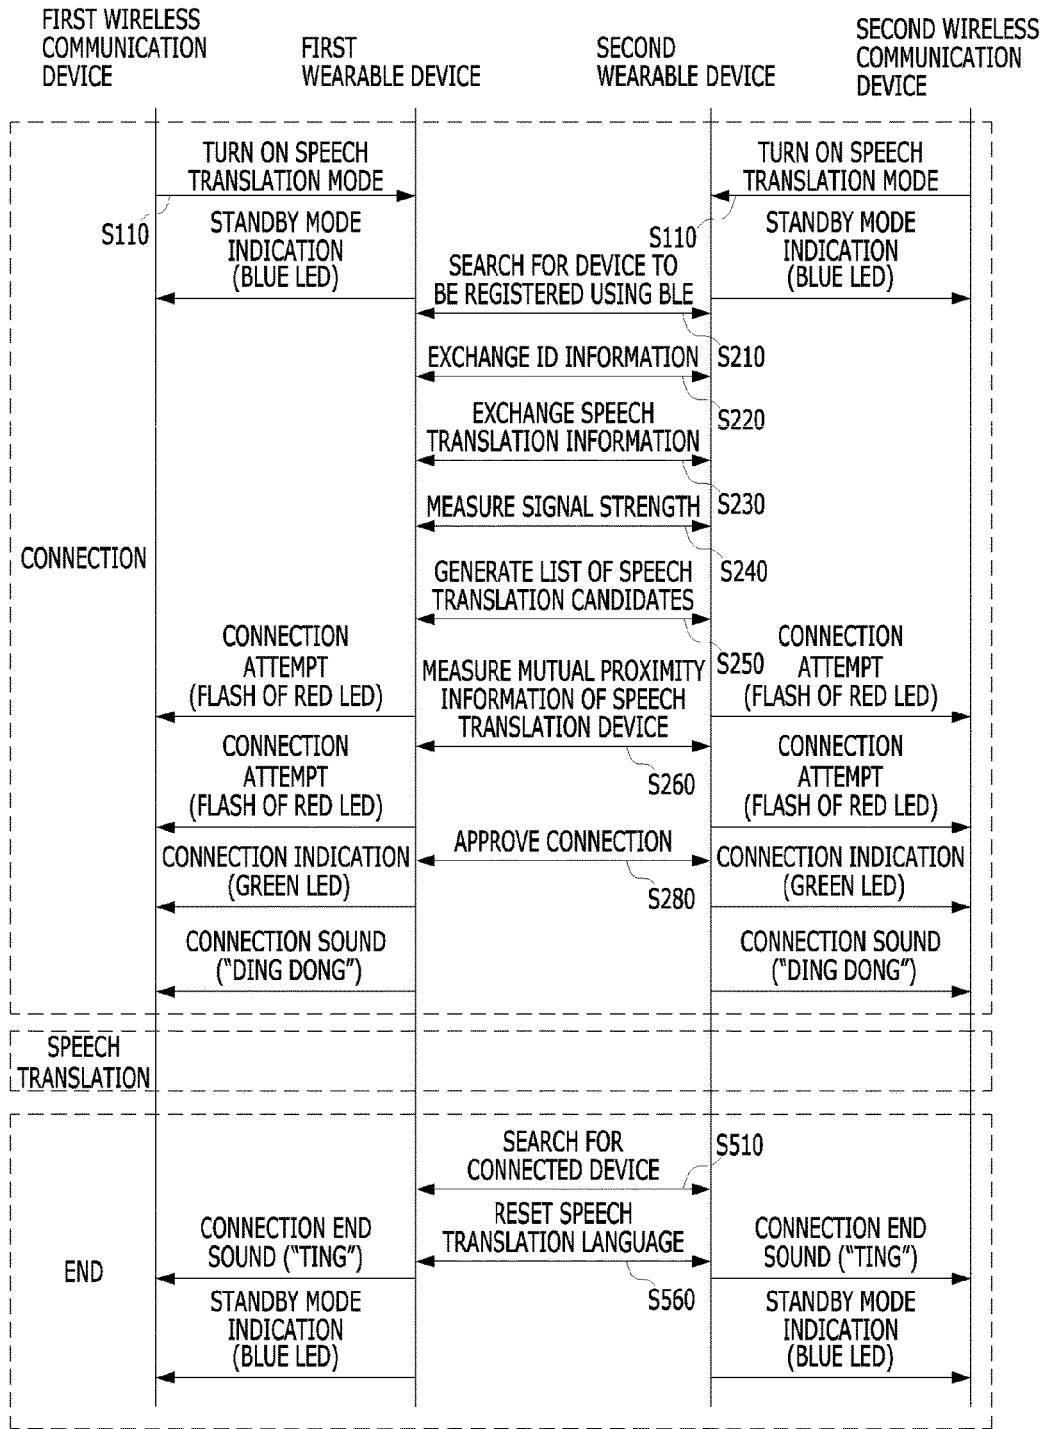 FIRST WIRELESS
COMMUNICATION
DEVICE
FIRST
WEARABLE DEVICE
SECOND
WEARABLE DEVICE
SECOND WIRELESS
COMMUNICATION
DEVICE
TURN ON SPEECH
TRANSLATION MODE
S110
TURN ON SPEECH
TRANSLATION MODE
S110
STANDBY MODE
INDICATION
(BLUE LED)
STANDBY MODE
INDICATION
(BLUE LED)
SEARCH FOR DEVICE TO
BE REGISTERED USING BLE
S210
EXCHANGE ID INFORMATION
S220
EXCHANGE SPEECH
TRANSLATION INFORMATION
S230
MEASURE SIGNAL STRENGTH
S240
CONNECTION
GENERATE LIST OF SPEECH
TRANSLATION CANDIDATES
S250
CONNECTION
ATTEMPT
(FLASH OF RED LED)
CONNECTION
ATTEMPT
(FLASH OF RED LED)
MEASURE MUTUAL PROXIMITY
INFORMATION OF SPEECH
TRANSLATION DEVICE
S260
CONNECTION
ATTEMPT
(FLASH OF RED LED)
CONNECTION
ATTEMPT
(FLASH OF RED LED)
APPROVE CONNECTION
S280
CONNECTION INDICATION
(GREEN LED)
CONNECTION INDICATION
(GREEN LED)
CONNECTION SOUND
("DING DONG")
CONNECTION SOUND
("DING DONG")
SPEECH
TRANSLATION
SEARCH FOR
CONNECTED DEVICE
S510
RESET SPEECH
TRANSLATION LANGUAGE
S560
END
CONNECTION END
SOUND ("TING")
CONNECTION END
SOUND ("TING")
STANDBY MODE
INDICATION
(BLUE LED)
STANDBY MODE
INDICATION
(BLUE LED)